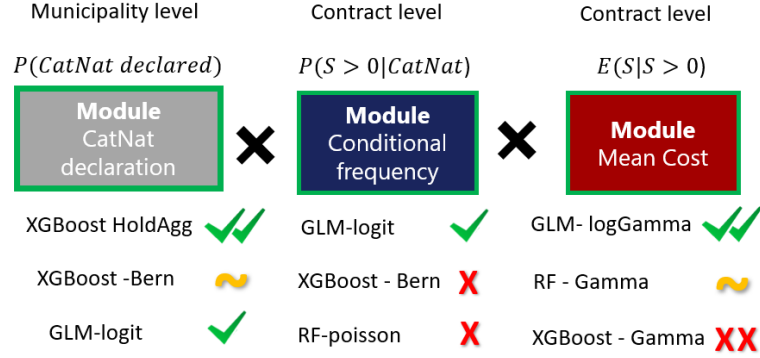 Municipality level
Contract level
Contract level
P(CatNat declared)
P(S > 0|CatNat)
E(S|S > 0)
Module
CatNat
declaration
Module
Conditional
frequency
Module
Mean Cost
XGBoost HoldAgg
GLM-logit
GLM- logGamma
XGBoost -Bern
~
XGBoost - Bern
X
RF - Gamma
~
GLM-logit
RF-poisson
X
XGBoost - Gamma
XX